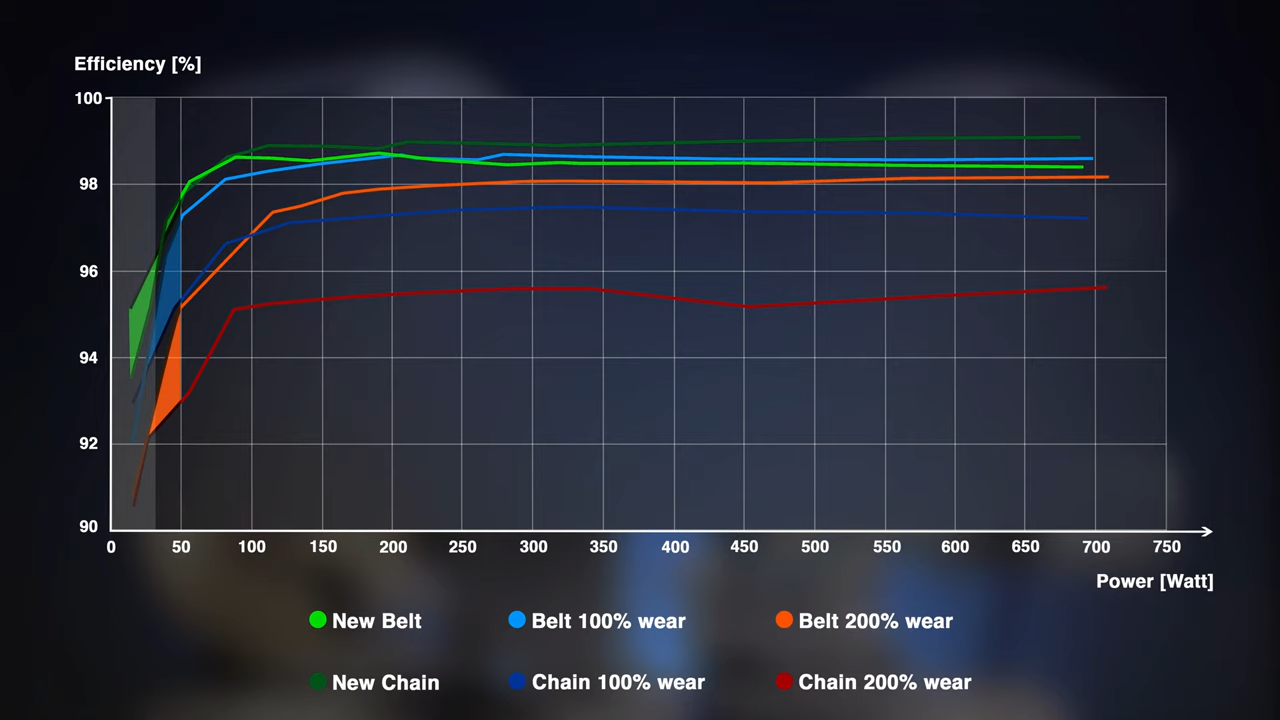 Efficiency [%]
100
98
96
94
92
90
0 50 100 150 200 250 300 350 400 450 500 550 600 650 700 750
Power [Watt]
New Belt Belt 100% wear Belt 200% wear
New Chain Chain 100% wear Chain 200% wear